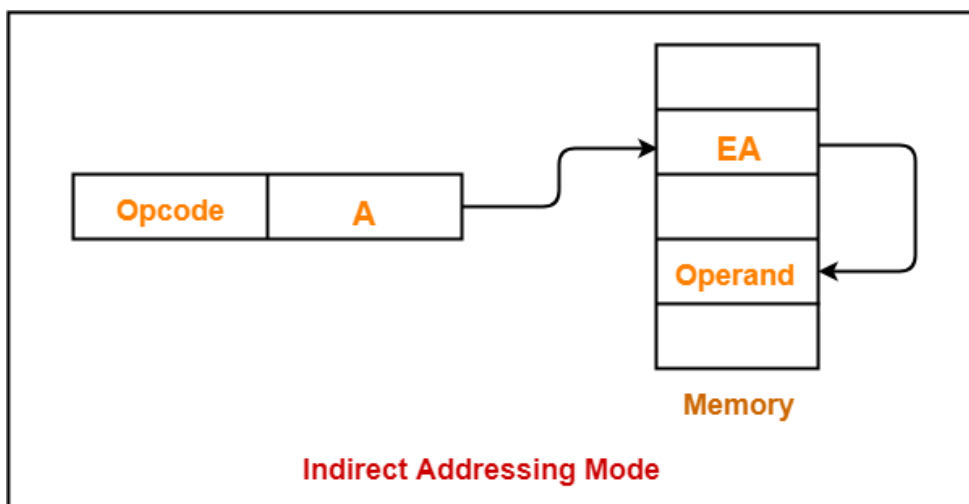 Opcode
A
EA
Operand
Memory
Indirect Addressing Mode